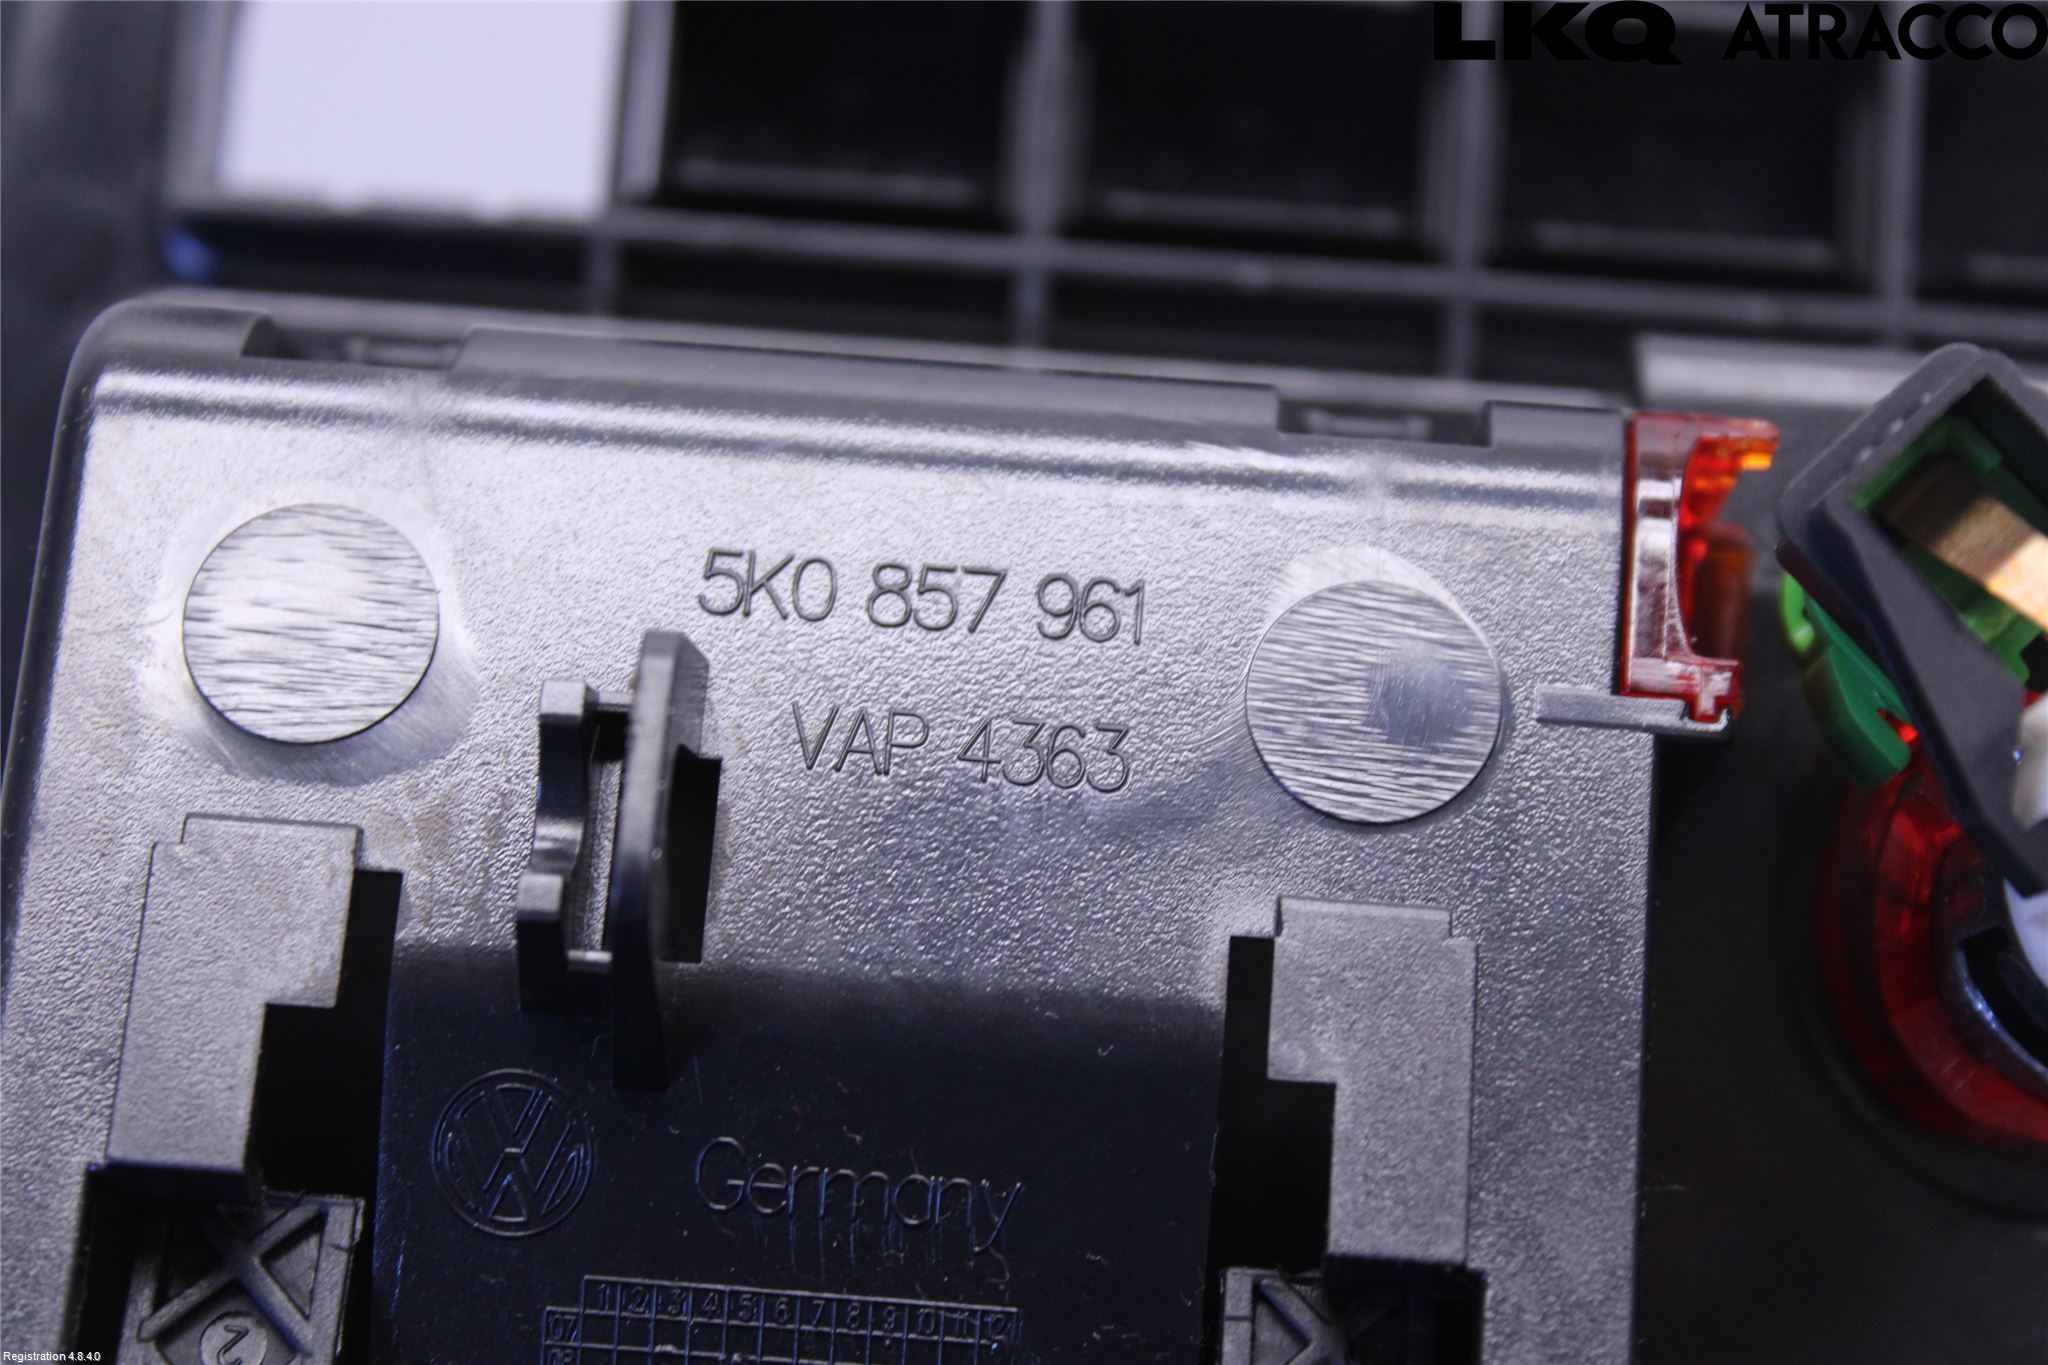 LKQ ATRACCO
5K0 857 961
VAP 4363
Germany
1 2 3 4 5 6 7 8 9 10 11 12
07
2
Registration 4.8.4.0